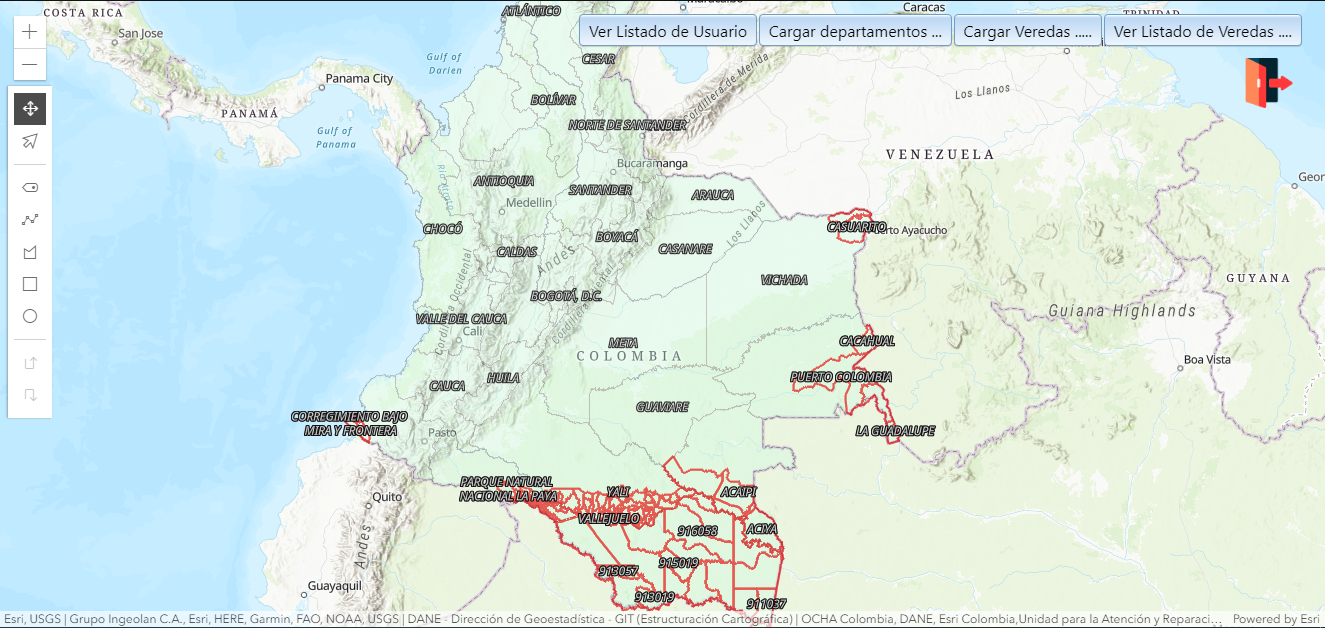 COSTA RICA
San Jose
ATLÁNTICO
Maracaibo
Caracas
TRINIDAD
Ver Listado de Usuario
Cargar departamentos ...
Cargar Veredas .....
Ver Listado de Veredas ....
Gulf of
Darien
CESAR
Cordillera de Merida
Panama City
PANAMÁ
BOLÍVAR
Los Llanos
NORTE DE SANTANDER
Gulf of
Panama
VENEZUELA
Bucaramanga
ANTIOQUIA
SANTANDER
ARAUCA
Geor
Medellin
CHOCÓ
BOYACÁ
Los Llanos
CASUARITO
erto Ayacucho
CALDAS
Andes
CASANARE
VICHADA
GUYANA
Cordillera Occidental
BOGOTÁ, D.C.
Guiana Highlands
VALLE DEL CAUCA
Cali
META
COLOMBIA
CACAHUAL
Boa Vista
HUILA
CAUCA
PUERTO COLOMBIA
GUAVIARE
CORREGIMIENTO BAJO
MIRA Y FRONTERA
Pasto
LA GUADALUPE
PARQUE NATURAL
NACIONAL LA PAYA
YALI
ACAIPI
Quito
VALLEJUELO
916058
ACIYA
Andes
915019
913057
Guayaquil
913019
911037
Esri, USGS | Grupo Ingeolan C.A., Esri, HERE, Garmin, FAO, NOAA, USGS | DANE - Dirección de Geoestadística - GIT (Estructuración Cartográfica) | OCHA Colombia, DANE, Esri Colombia,Unidad para la Atención y Reparaci...
Powered by Esri